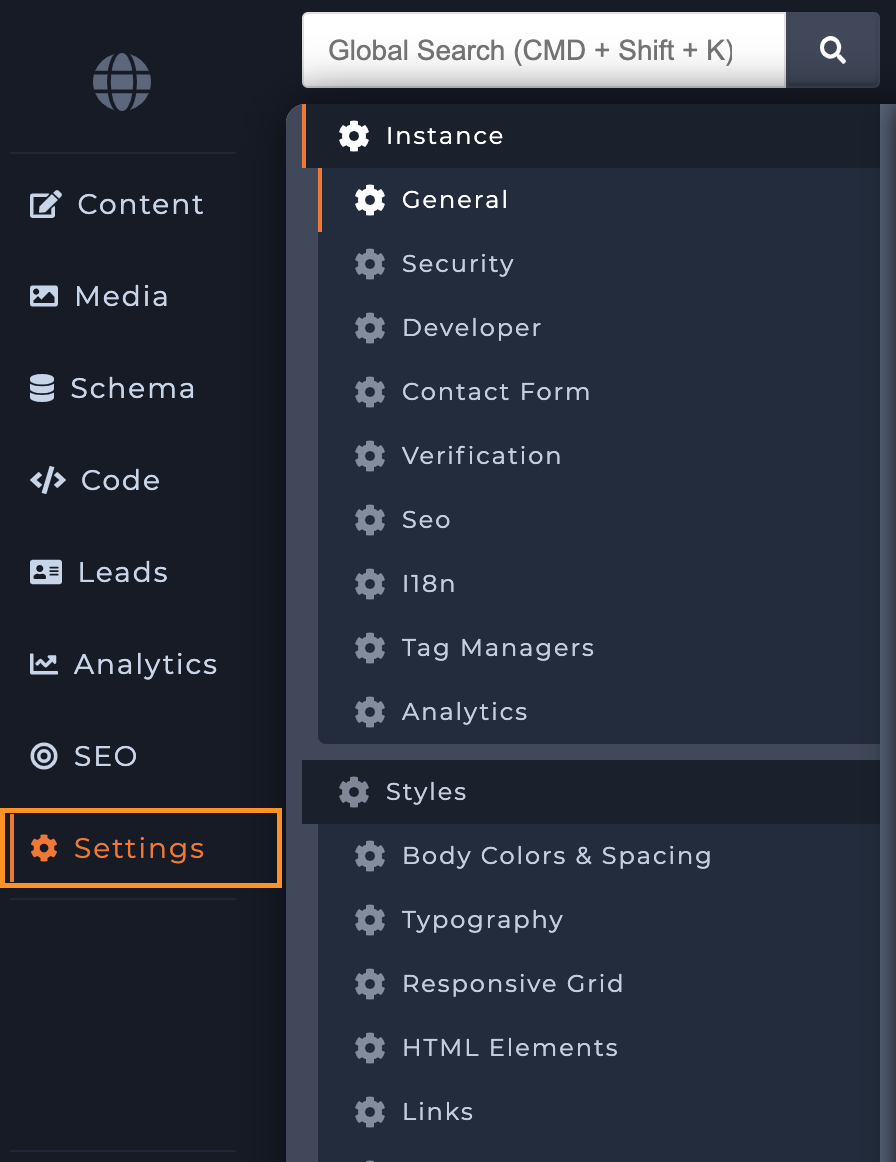 Global Search (CMD + Shift + K)
Content
Media
Schema
Code
Leads
Analytics
SEO
Settings
Instance
General
Security
Developer
Contact Form
Verification
Seo
I18n
Tag Managers
Analytics
Styles
Body Colors & Spacing
Typography
Responsive Grid
HTML Elements
Links